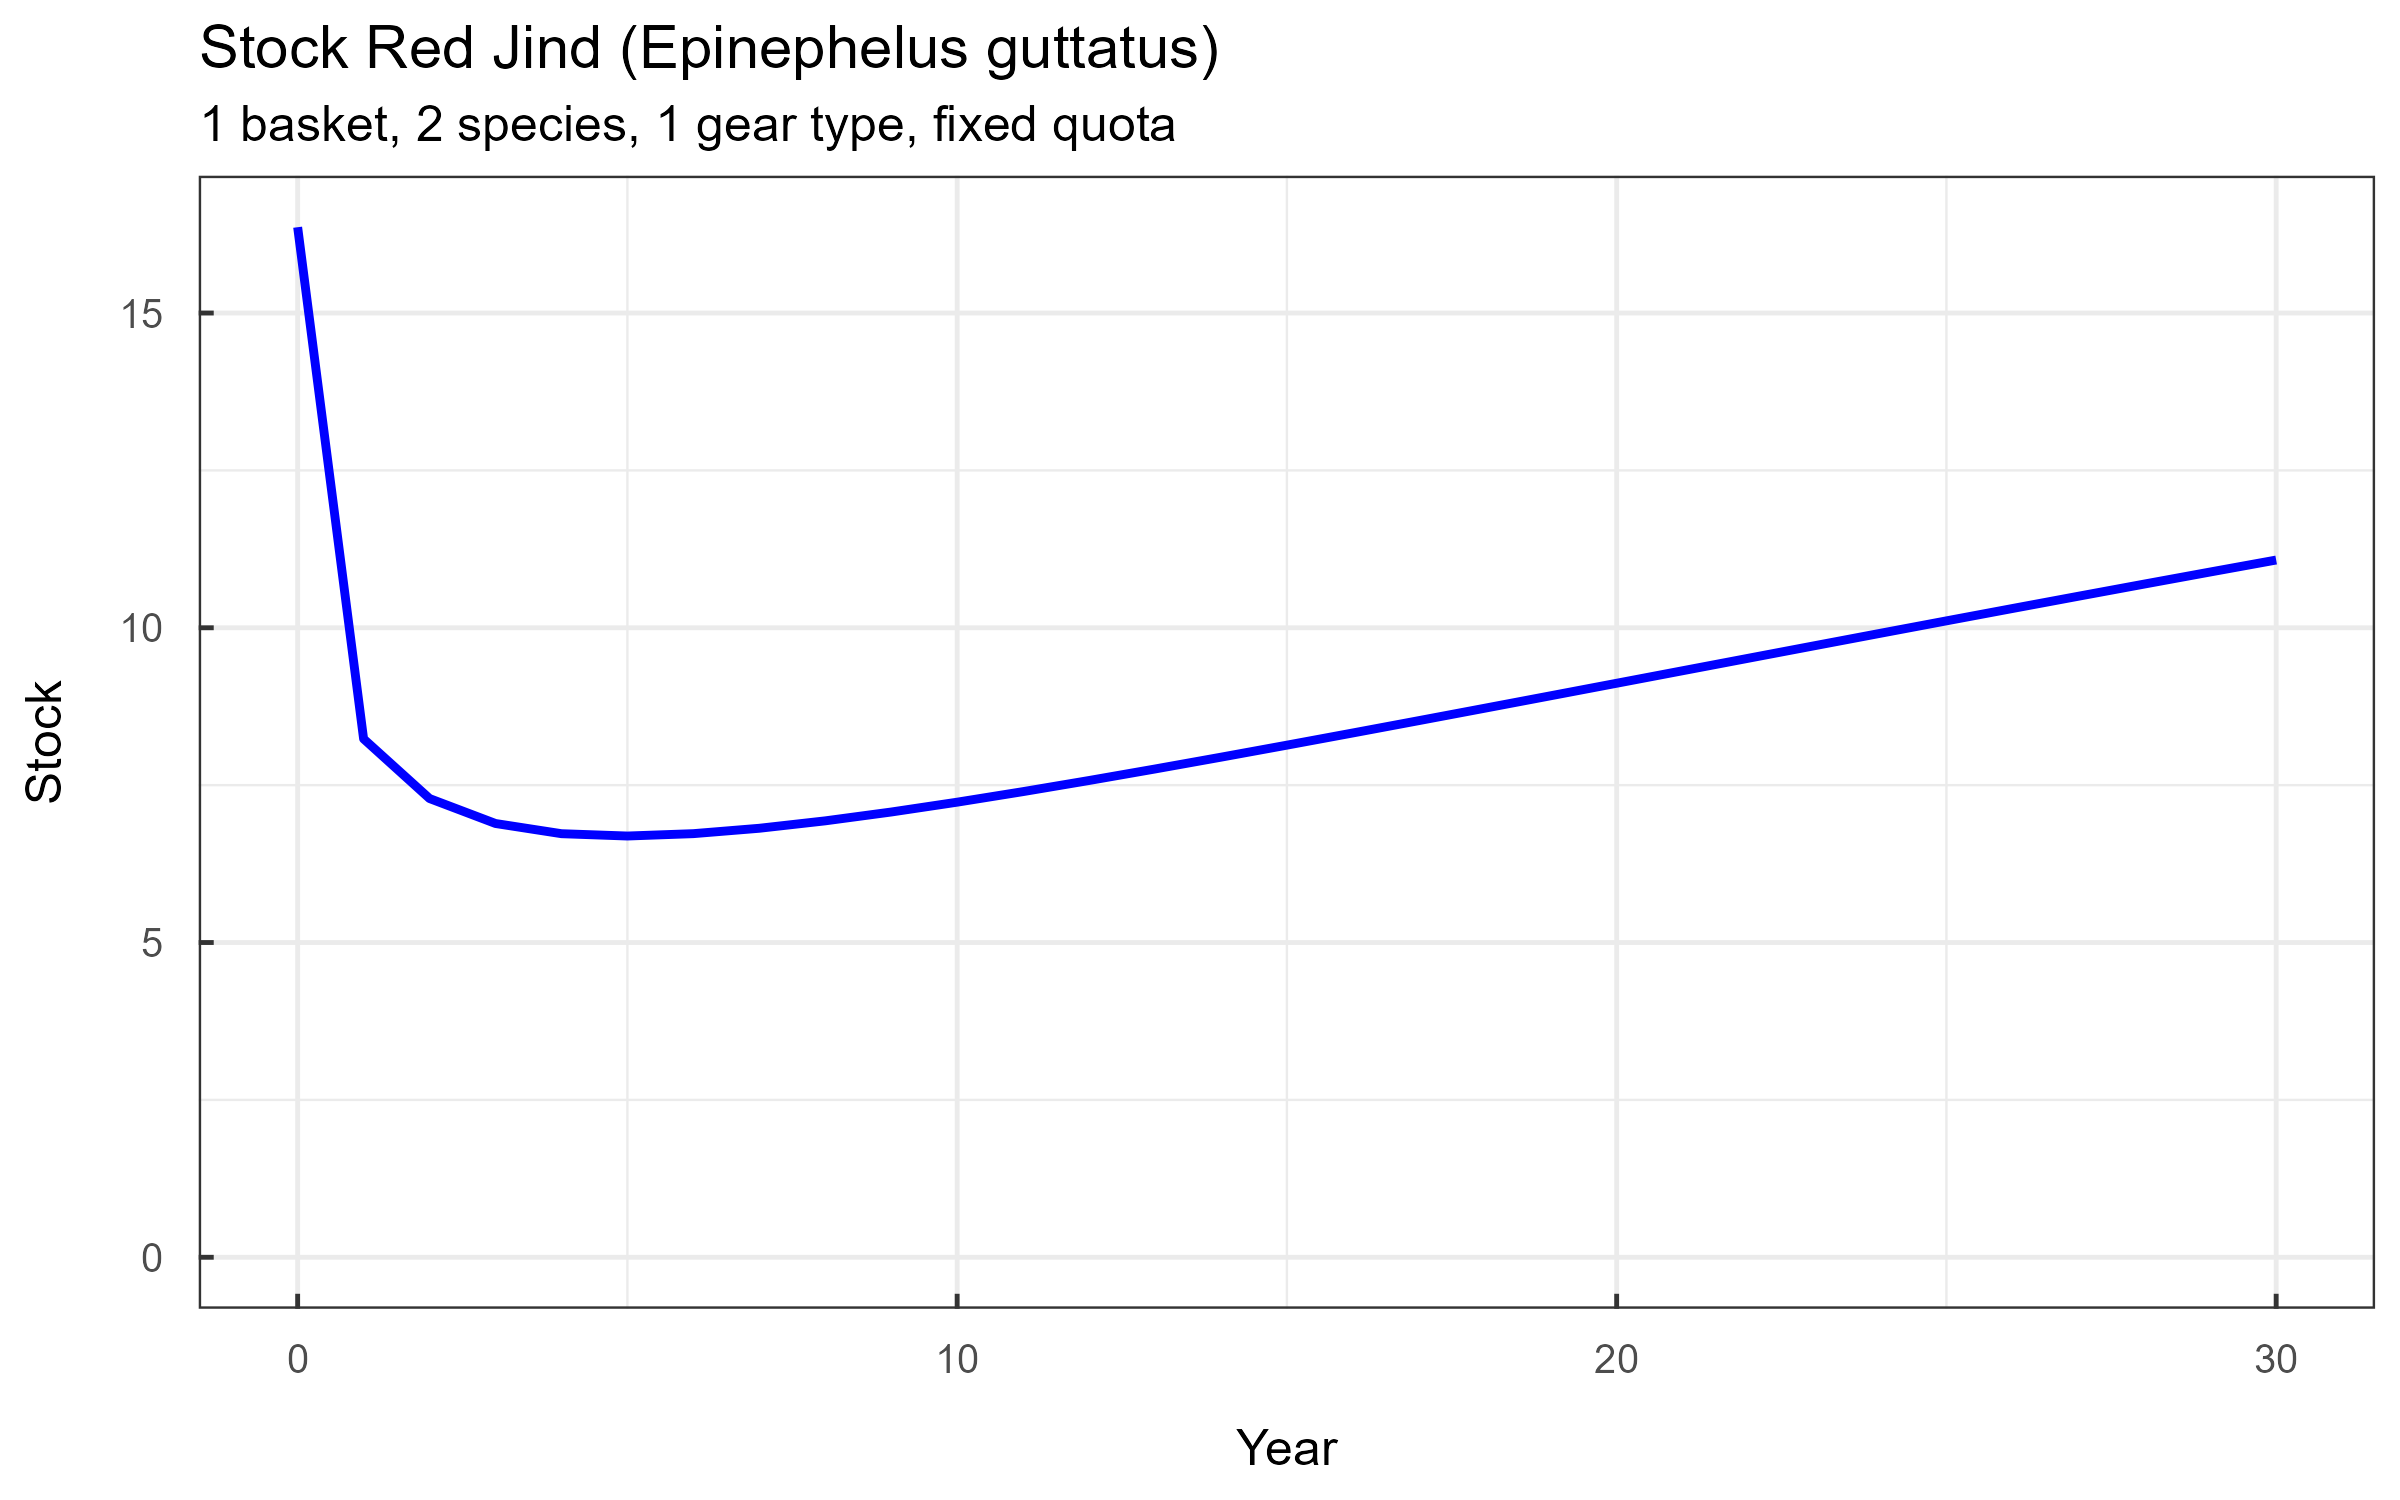 Stock Red Jind (Epinephelus guttatus)
1 basket, 2 species, 1 gear type, fixed quota
15
10
5
0
Stock
0 10 20 30
Year